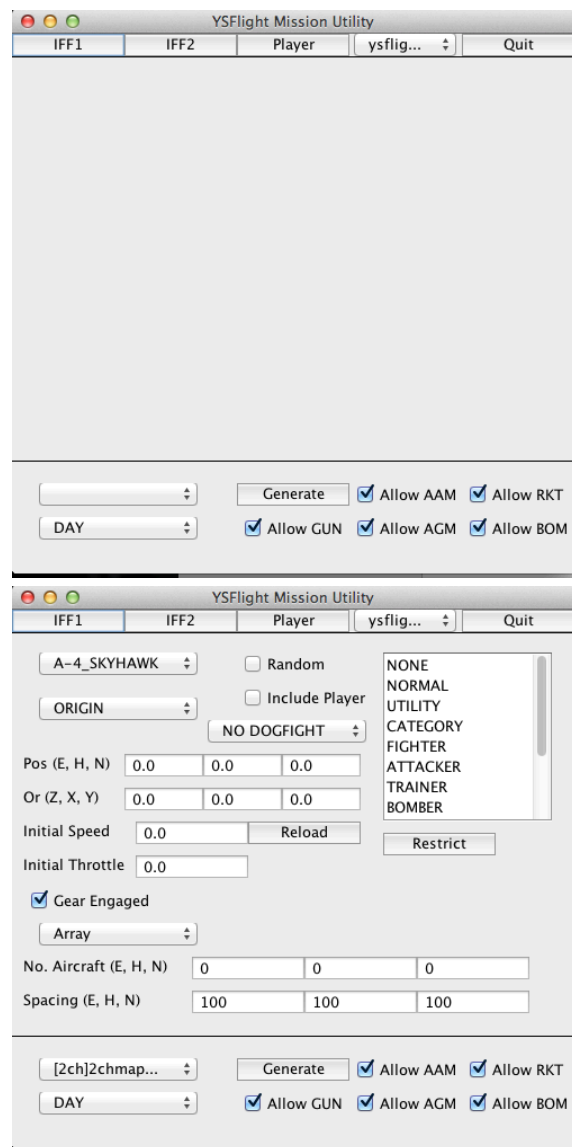 YSFlight Mission Utility
IFF1 IFF2 Player ysflig... Quit
Generate Allow AAM Allow RKT
DAY Allow GUN Allow AGM Allow BOM
YSFlight Mission Utility
IFF1 IFF2 Player ysflig... Quit
A-4_SKYHAWK Random
ORIGIN Include Player
NO DOGFIGHT
NONE
NORMAL
UTILITY
CATEGORY
FIGHTER
ATTACKER
TRAINER
BOMBER
Pos (E, H, N) 0.0 0.0 0.0
Or (Z, X, Y) 0.0 0.0 0.0
Initial Speed 0.0 Reload
Restrict
Initial Throttle 0.0
Gear Engaged
Array
No. Aircraft (E, H, N) 0 0 0
Spacing (E, H, N) 100 100 100
[2ch]2chmap... Generate Allow AAM Allow RKT
DAY Allow GUN Allow AGM Allow BOM